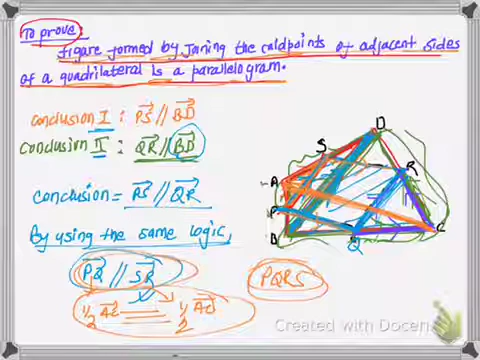 To prove:
figure formed by joining the midpoints of adjacent sides
of a quadrilateral is a parallelogram.
conclusion I : PS // BD
conclusion II : QR // BD
conclusion = PS // QR
By using the same logic,
PQ // SR
1/2 AC 1/2 AC
PQRS
D
S
R
A
P
B
Q
C
Created with Docen